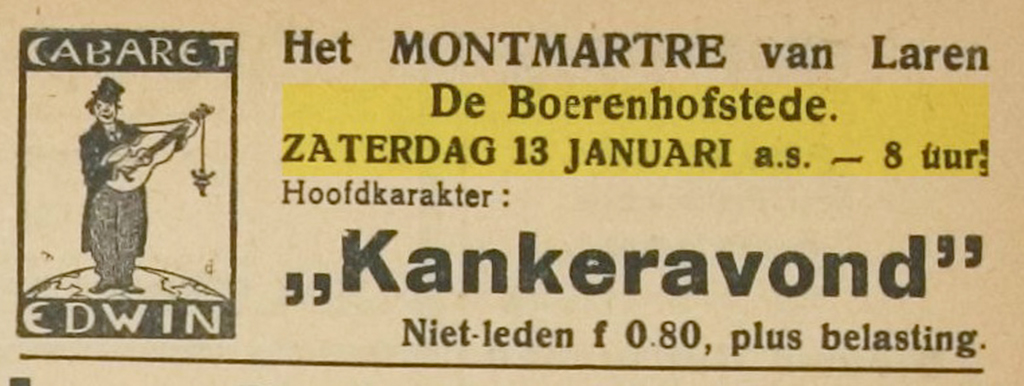 CABARET
EDWIN
Het MONTMARTRE van Laren
De Boerenhofstede.
ZATERDAG 13 JANUARI a.s. — 8 uur!
Hoofdkarakter:
„Kankeravond”
Niet-leden f 0.80, plus belasting.